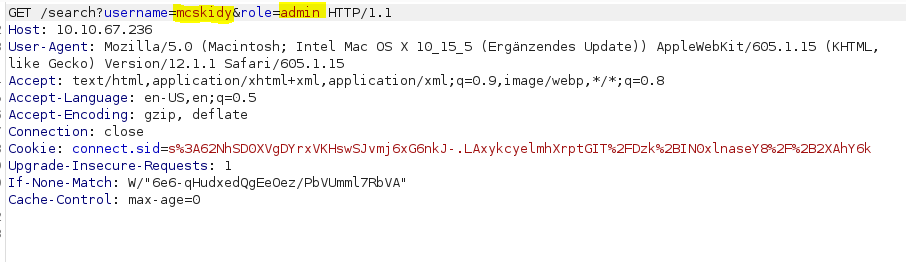 GET /search?username=mcskidy&role=admin HTTP/1.1
Host: 10.10.67.236
User-Agent: Mozilla/5.0 (Macintosh; Intel Mac OS X 10_15_5 (Ergänzendes Update)) AppleWebKit/605.1.15 (KHTML,
like Gecko) Version/12.1.1 Safari/605.1.15
Accept: text/html,application/xhtml+xml,application/xml;q=0.9,image/webp,*/*;q=0.8
Accept-Language: en-US,en;q=0.5
Accept-Encoding: gzip, deflate
Connection: close
Cookie: connect.sid=s%3A62NhSD0XVgDYrxVKHswSJvmj6xG6nkJ-.LAxykcyelmhXrptGIT%2FDzk%2BIN0xlnaseY8%2F%2B2XAhY6k
Upgrade-Insecure-Requests: 1
If-None-Match: W/"6e6-qHudxedQgEeOez/PbVUmml7RbVA"
Cache-Control: max-age=0